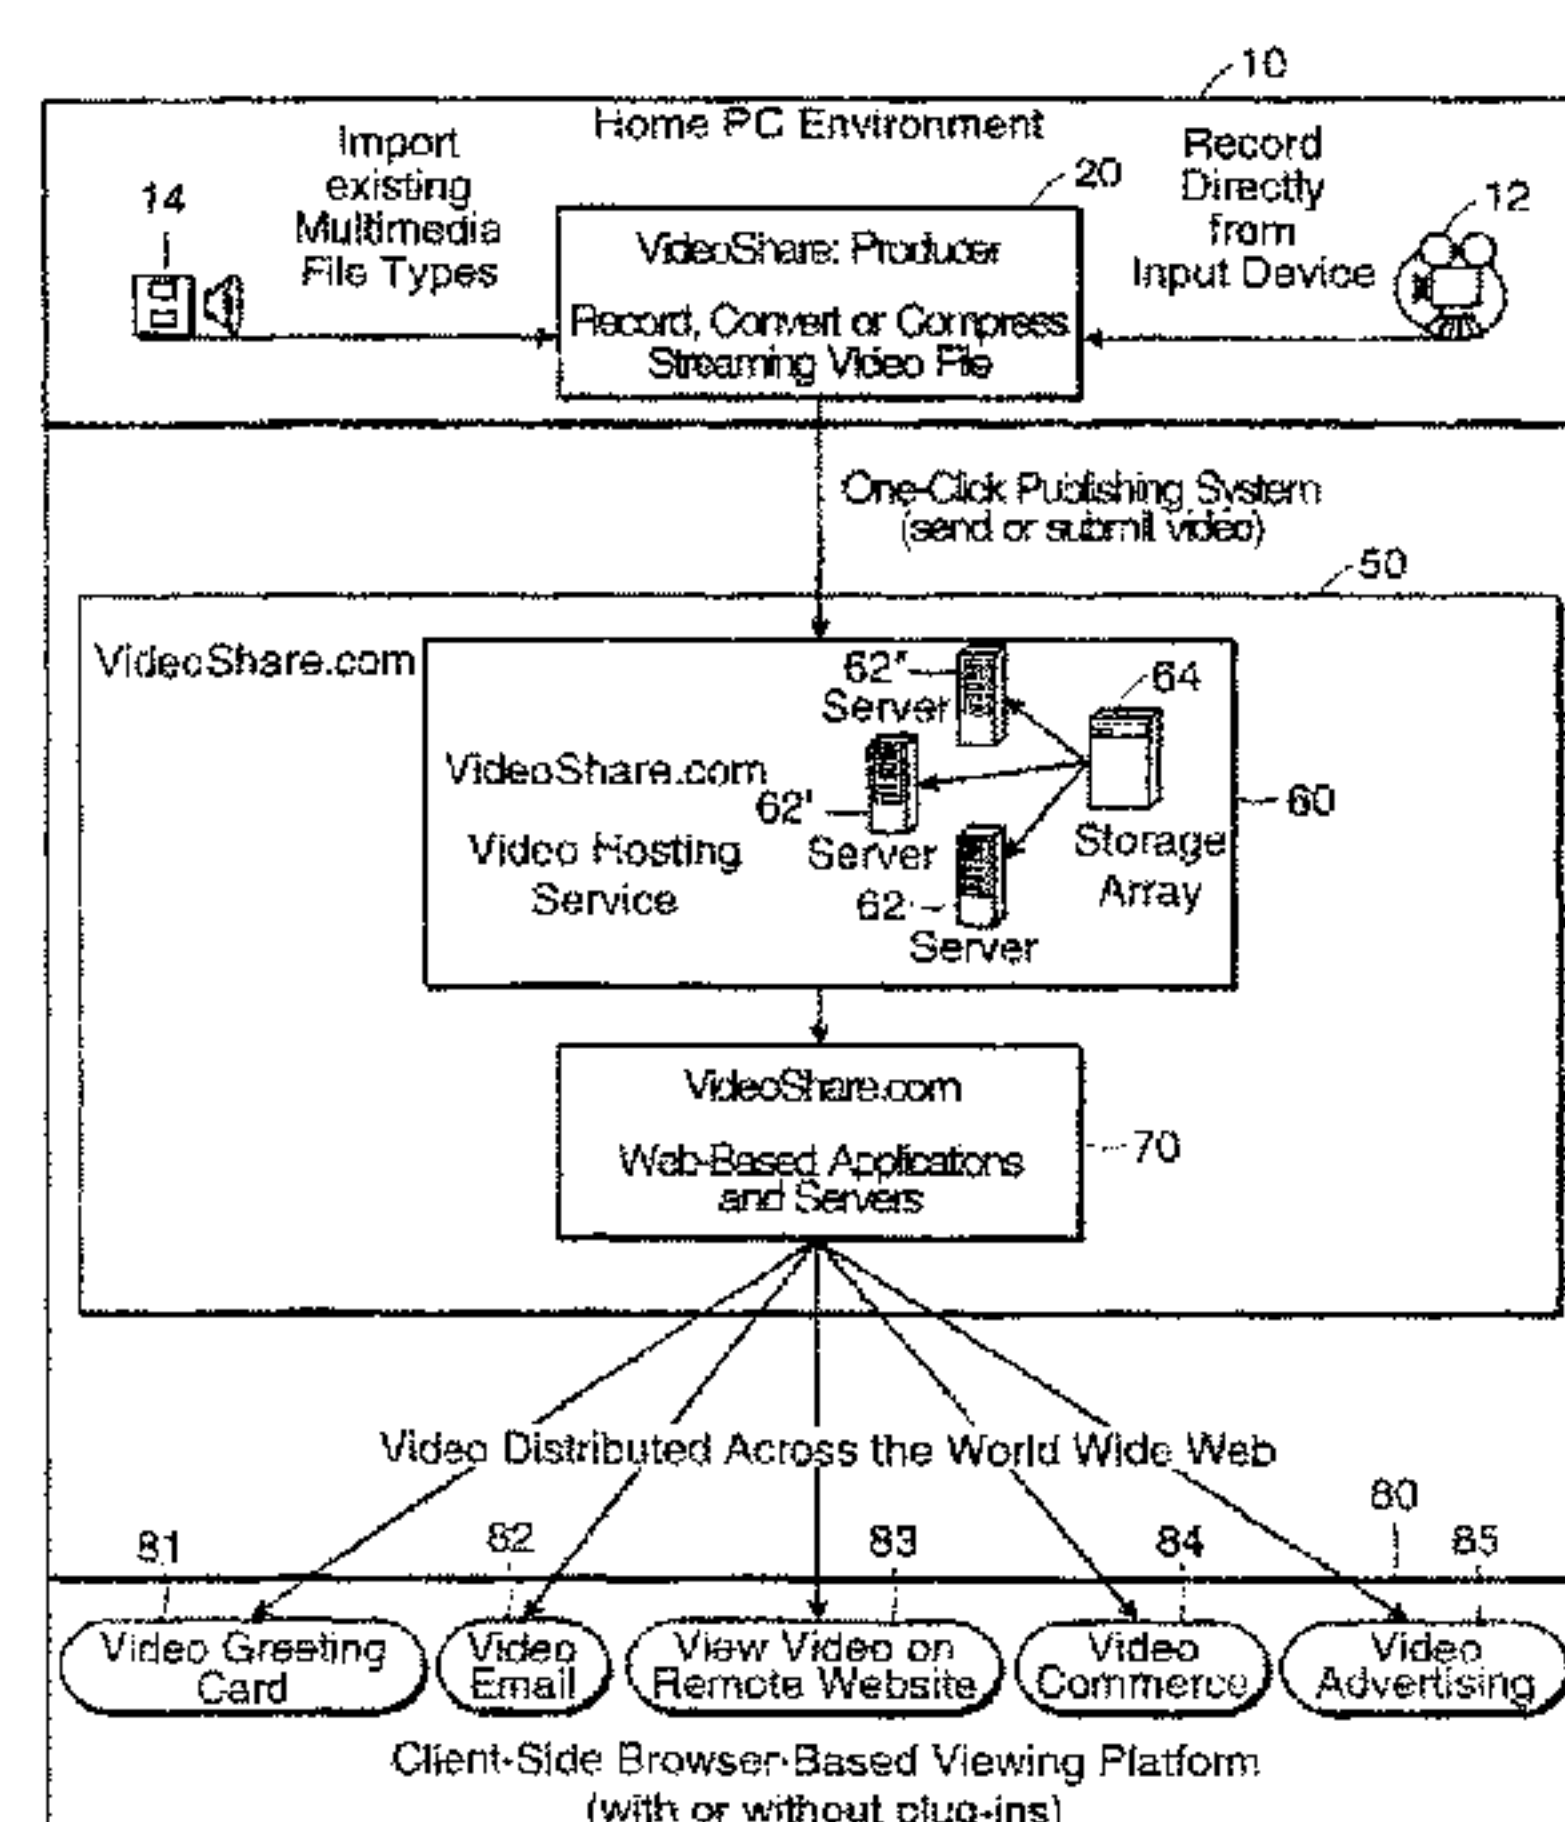 10
Home PC Environment
Import
existing
Multimedia
File Types
14
20
VideoShare: Producer
Record, Convert or Compress
Streaming Video File
Record
Directly
from
Input Device
12
One-Click Publishing System
(send or submit video)
50
VideoShare.com
62"
Server
64
VideoShare.com
62'
Server
60
Video Hosting
Service
Storage
Array
62
Server
VideoShare.com
Web-Based Applications
and Servers
70
Video Distributed Across the World Wide Web
81
82
83
84
80
85
Video Greeting
Card
Video
Email
View Video on
Remote Website
Video
Commerce
Video
Advertising
Client-Side Browser-Based Viewing Platform
(with or without plug-ins)